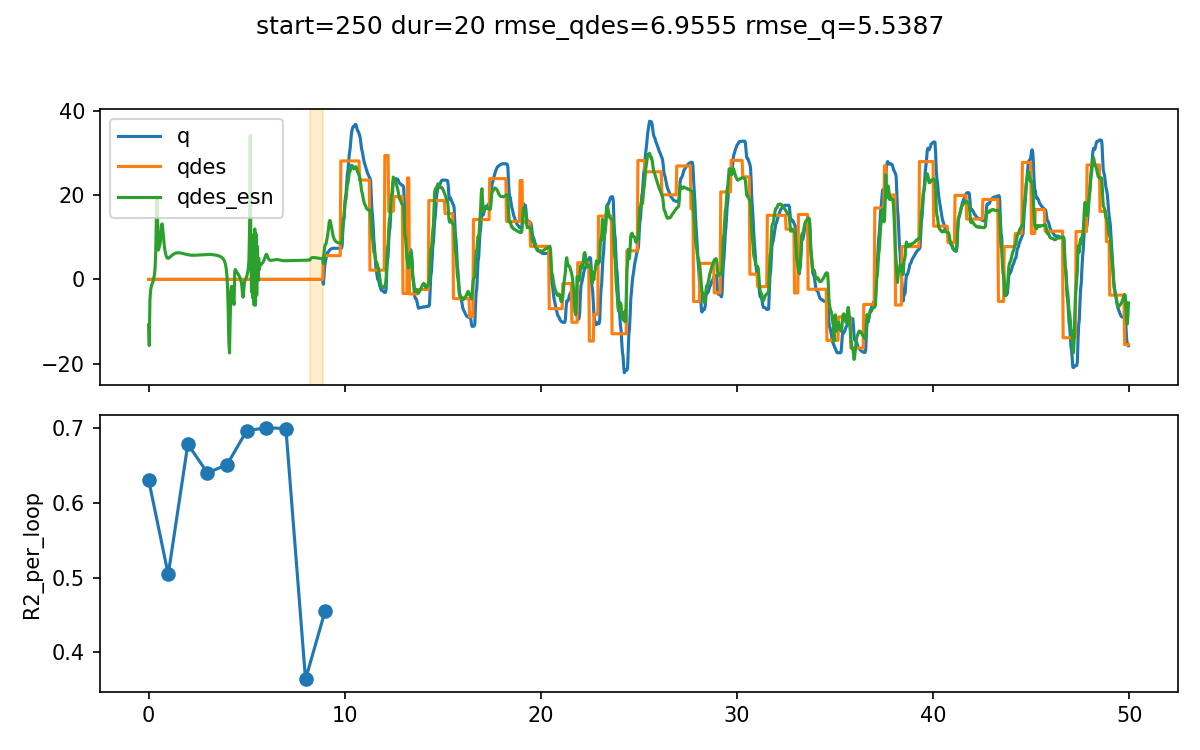 start=250 dur=20 rmse_qdes=6.9555 rmse_q=5.5387
40
20
0
−20
q
qdes
qdes_esn
R2_per_loop
0.7
0.6
0.5
0.4
0 10 20 30 40 50